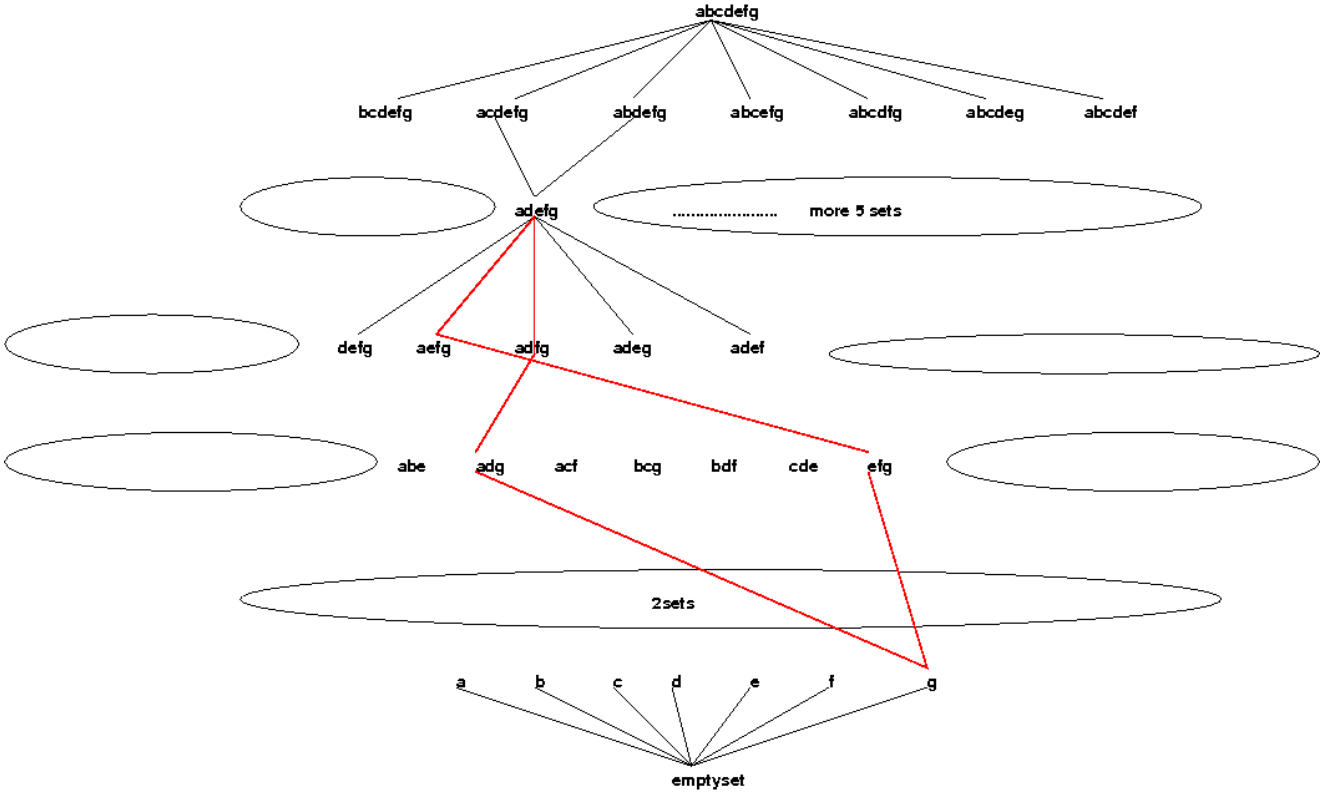 abcdefg
bcdefg acdefg abdefg abcefg abcdfg abcdeg abcdef
adefg ....................... more 5 sets
defg aefg adfg adeg adef
abe adg acf bcg bdf cde efg
2sets
a b c d e f g
emptyset